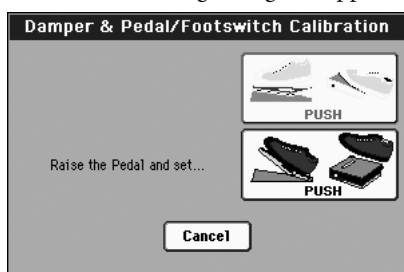 Damper & Pedal/Footswitch Calibration
PUSH
Raise the Pedal and set...
PUSH
Cancel